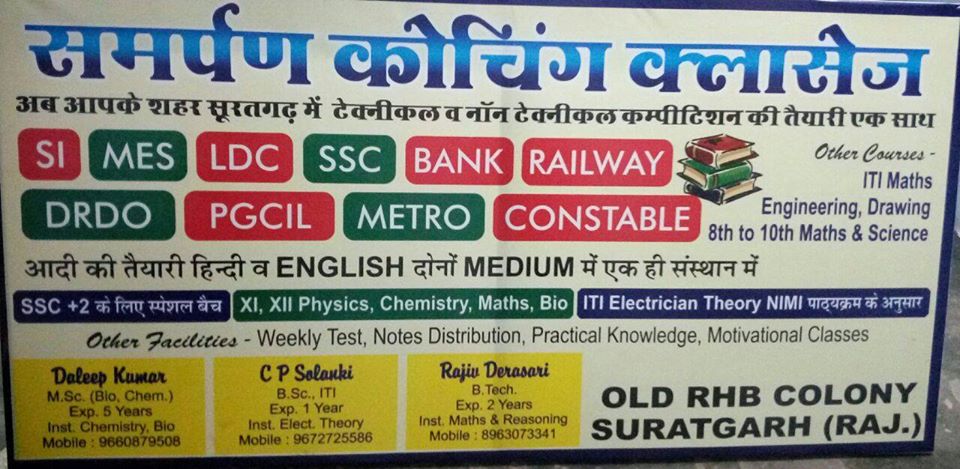 समर्पण कोचिंग क्लासेज
अब आपके शहर सूरतगढ़ में टेक्नीकल व नॉन टेक्नीकल कम्पीटिशन की तैयारी एक साथ
SI MES LDC SSC BANK RAILWAY
DRDO PGCIL METRO CONSTABLE
Other Courses -
ITI Maths
Engineering, Drawing
8th to 10th Maths & Science
आदी की तैयारी हिन्दी व ENGLISH दोनों MEDIUM में एक ही संस्थान में
SSC +2 के लिए स्पेशल बैच XI, XII Physics, Chemistry, Maths, Bio ITI Electrician Theory NIMI पाठ्यक्रम के अनुसार
Other Facilities - Weekly Test, Notes Distribution, Practical Knowledge, Motivational Classes
Daleep Kumar
M.Sc. (Bio, Chem.)
Exp. 5 Years
Inst. Chemistry, Bio
Mobile : 9660879508
C P Solanki
B.Sc., ITI
Exp. 1 Year
Inst. Elect. Theory
Mobile : 9672725586
Rajiv Derasari
B.Tech.
Exp. 2 Years
Inst. Maths & Reasoning
Mobile : 8963073341
OLD RHB COLONY
SURATGARH (RAJ.)